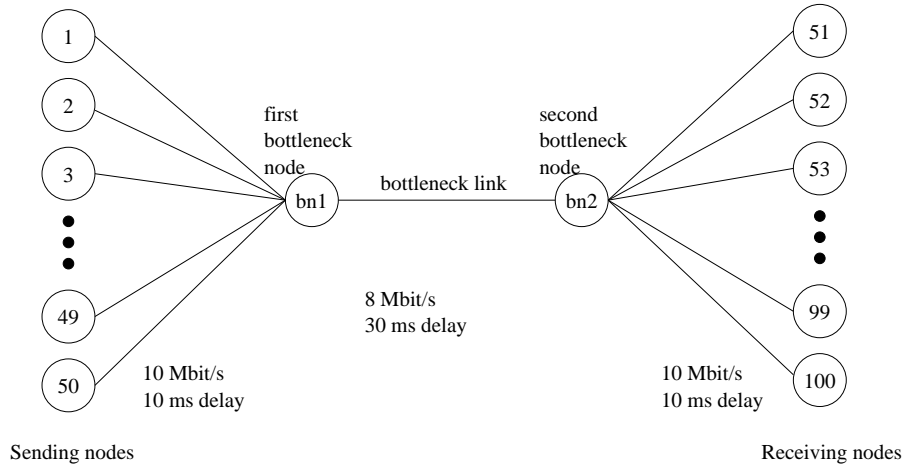 1
2
3
49
50
first
bottleneck
node
bn1
bottleneck link
8 Mbit/s
30 ms delay
second
bottleneck
node
bn2
51
52
53
99
100
10 Mbit/s
10 ms delay
10 Mbit/s
10 ms delay
Sending nodes
Receiving nodes